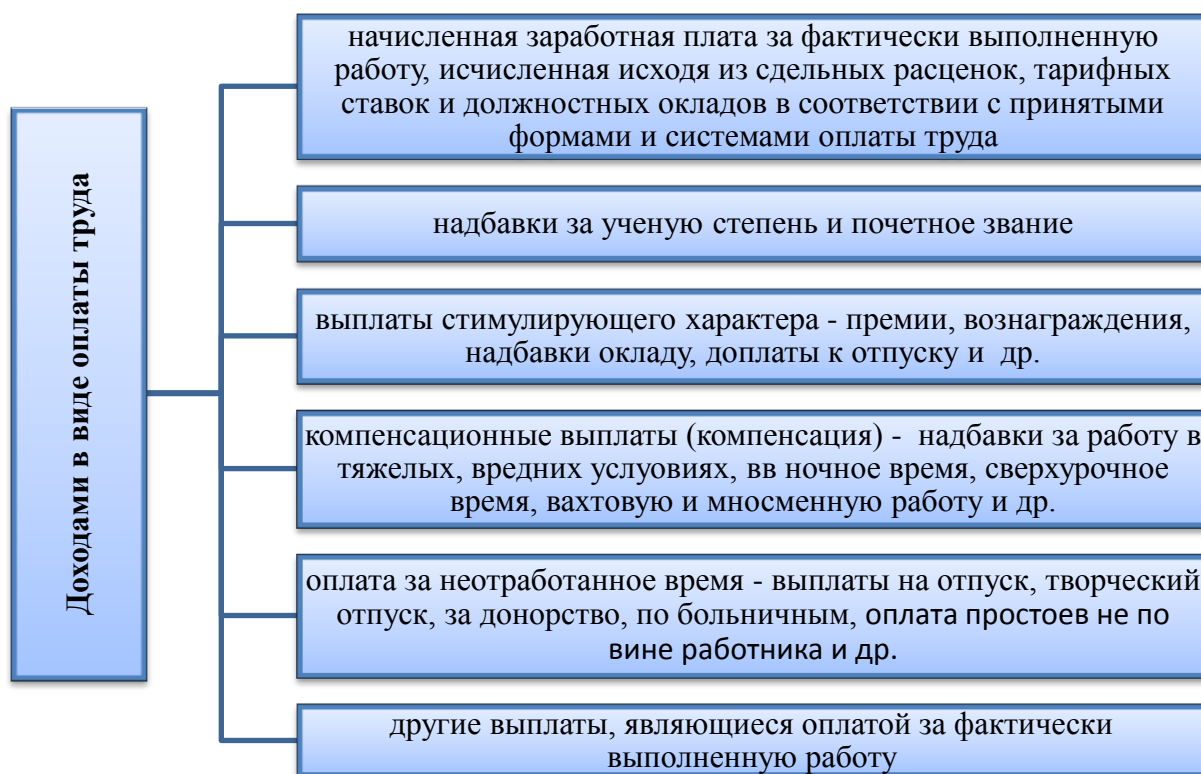 Доходами в виде оплаты труда
начисленная заработная плата за фактически выполненную
работу, исчисленная исходя из сдельных расценок, тарифных
ставок и должностных окладов в соответствии с принятыми
формами и системами оплаты труда
надбавки за ученую степень и почетное звание
выплаты стимулирующего характера - премии, вознаграждения,
надбавки окладу, доплаты к отпуску и др.
компенсационные выплаты (компенсация) - надбавки за работу в
тяжелых, вредних услуовиях, вв ночное время, сверхурочное
время, вахтовую и мносменную работу и др.
оплата за неотработанное время - выплаты на отпуск, творческий
отпуск, за донорство, по больничным, оплата простоев не по
вине работника и др.
другие выплаты, являющиеся оплатой за фактически
выполненную работу